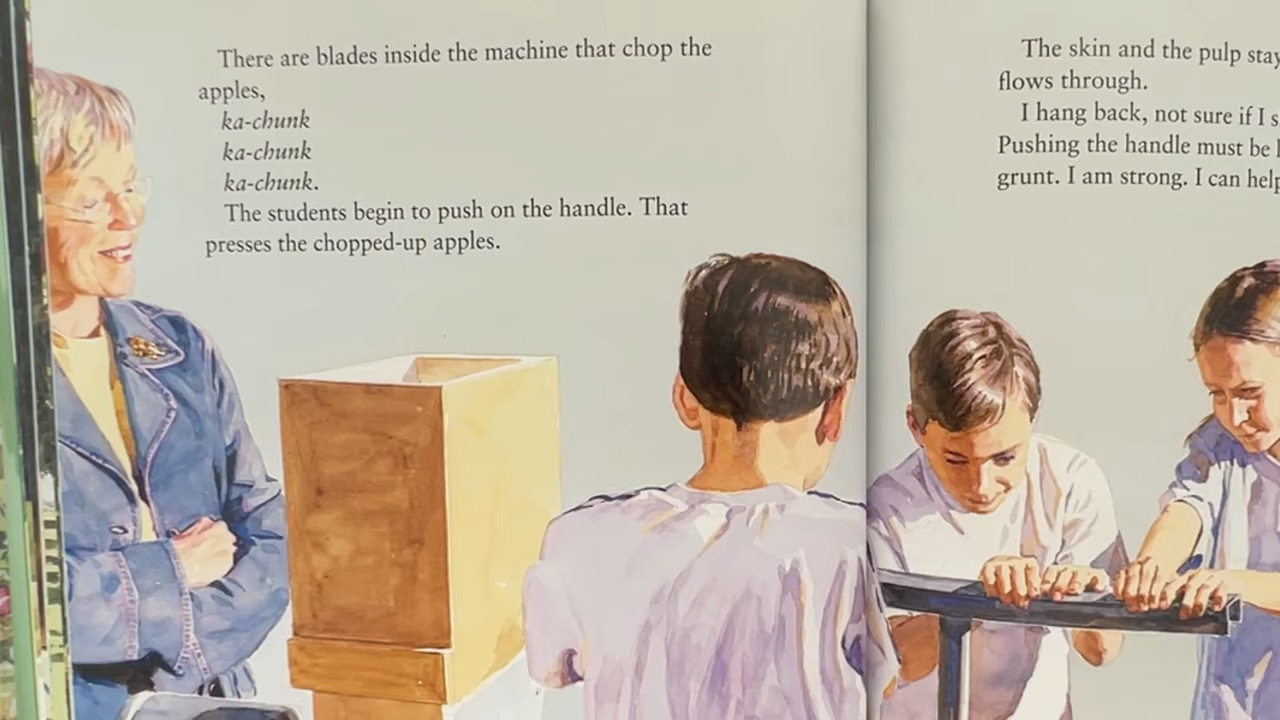 There are blades inside the machine that chop the
apples,
ka-chunk
ka-chunk
ka-chunk.
The students begin to push on the handle. That
presses the chopped-up apples.
The skin and the pulp stay
flows through.
I hang back, not sure if I
Pushing the handle must be
grunt. I am strong. I can help